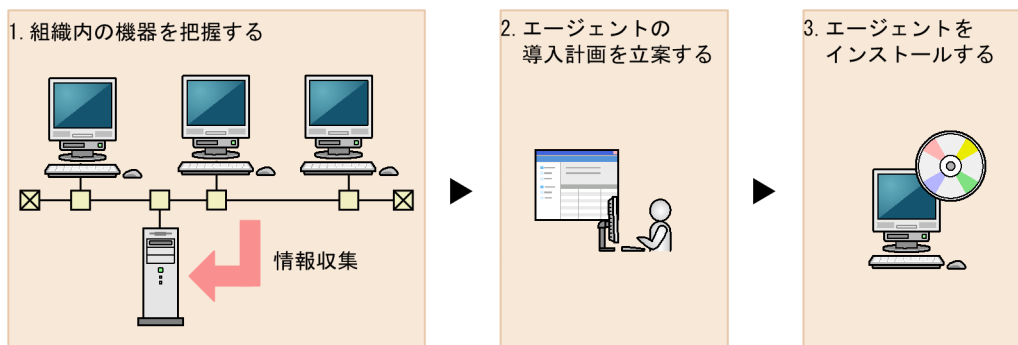 1. 組織内の機器を把握する
情報収集
2. エージェントの
導入計画を立案する
3. エージェントを
インストールする